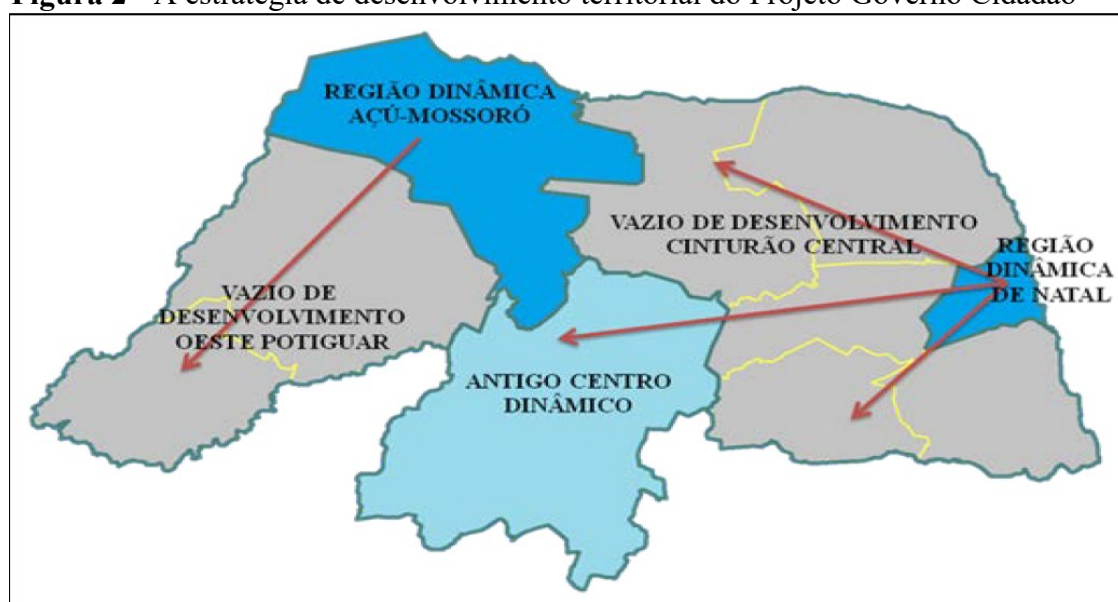 Figura 2 - A estratégia de desenvolvimento territorial do Projeto Governo Cidadão
REGIÃO DINÂMICA
AÇÚ-MOSSORÓ
VAZIO DE DESENVOLVIMENTO
CINTURÃO CENTRAL
REGIÃO
DINÂMICA
DE NATAL
VAZIO DE
DESENVOLVIMENTO
OESTE POTIGUAR
ANTIGO CENTRO
DINÂMICO